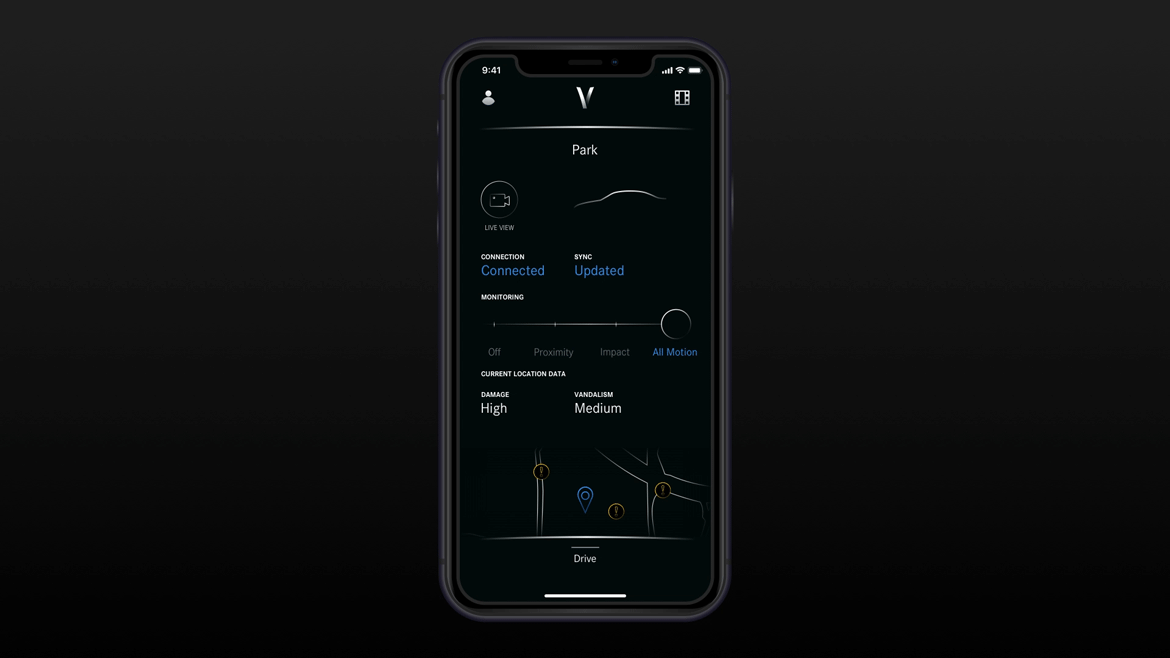 9:41
V
Park
LIVE VIEW
CONNECTION SYNC
Connected Updated
MONITORING
Off Proximity Impact All Motion
CURRENT LOCATION DATA
DAMAGE VANDALISM
High Medium
! ! !
Drive